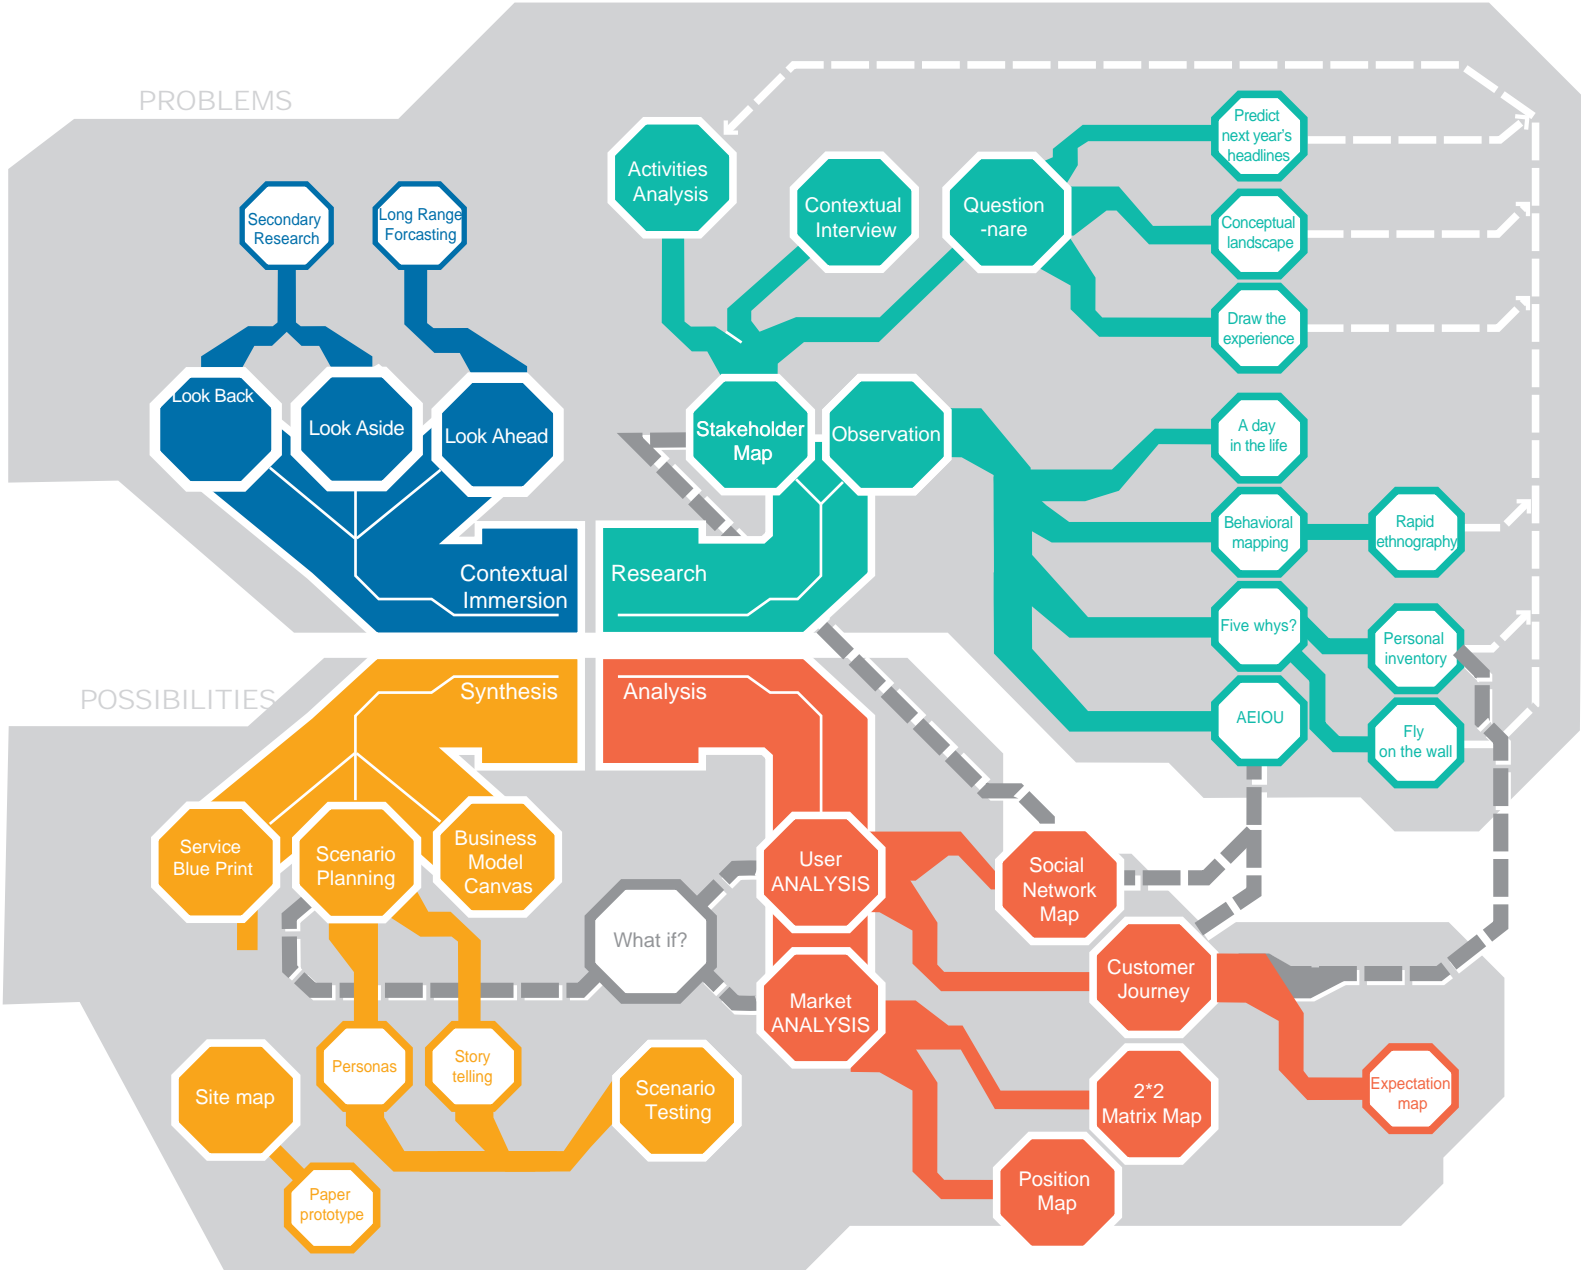 PROBLEMS
Secondary
Research
Long Range
Forcasting
Look Back
Look Aside
Look Ahead
Contextual
Immersion
Activities
Analysis
Contextual
Interview
Question
-nare
Predict
next year's
headlines
Conceptual
landscape
Draw the
experience
Stakeholder
Map
Observation
A day
in the life
Behavioral
mapping
Rapid
ethnography
Five whys?
Personal
inventory
AEIOU
Fly
on the wall
Research
POSSIBILITIES
Synthesis
Analysis
Service
Blue Print
Scenario
Planning
Business
Model
Canvas
What if?
User
ANALYSIS
Market
ANALYSIS
Social
Network
Map
Customer
Journey
2*2
Matrix Map
Position
Map
Expectation
map
Site map
Personas
Story
telling
Scenario
Testing
Paper
prototype